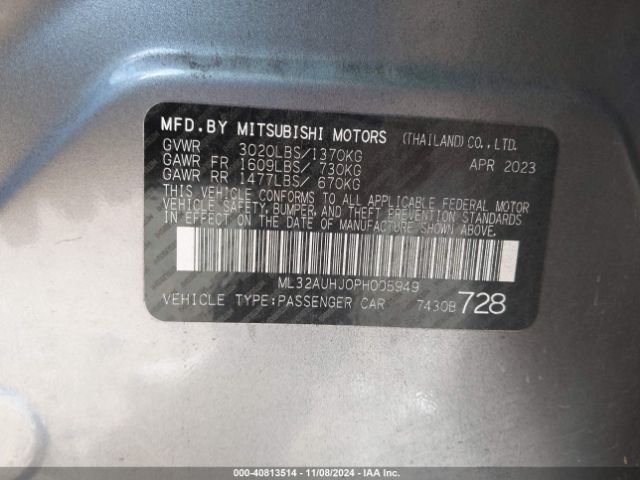 MFD.BY MITSUBISHI MOTORS (THAILAND)CO.,LTD.
GVWR 3020LBS/1370KG APR 2023
GAWR FR 1609LBS/ 730KG
GAWR RR 1477LBS/ 670KG
THIS VEHICLE CONFORMS TO ALL APPLICABLE FEDERAL MOTOR
VEHICLE SAFETY, BUMPER, AND THEFT PREVENTION STANDARDS
IN EFFECT ON THE DATE OF MANUFACTURE SHOWN ABOVE.
ML32AUHJ0PH005949
VEHICLE TYPE:PASSENGER CAR 7430B 728
000-40813514 | 11/08/2024 - IAA Inc.